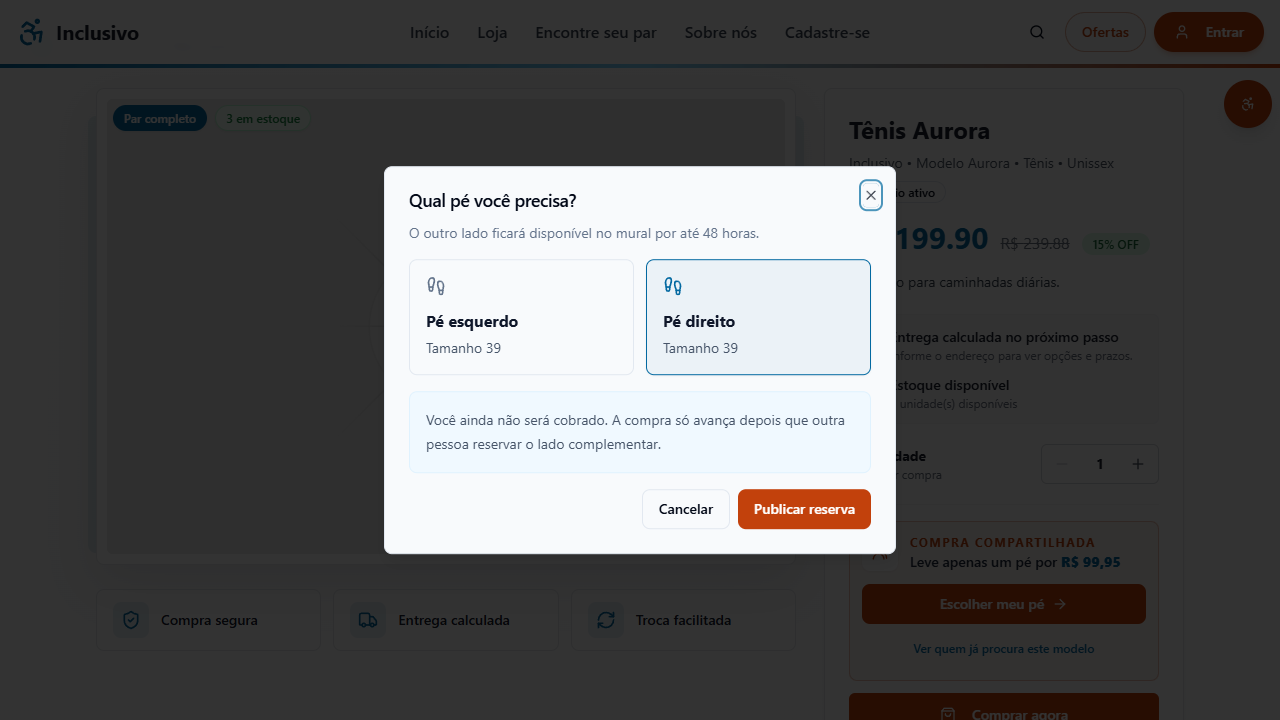 Inclusivo
Início
Loja
Encontre seu par
Sobre nós
Cadastre-se
Ofertas
Entrar
Par completo
3 em estoque
Tênis Aurora
Inclusivo • Modelo Aurora • Tênis • Unissex
ativo
199.90
R$ 239.88
15% OFF
para caminhadas diárias.
Entrega calculada no próximo passo
Informe o endereço para ver opções e prazos.
Estoque disponível
unidade(s) disponíveis
1
compra
COMPRA COMPARTILHADA
Leve apenas um pé por R$ 99,95
Escolher meu pé
Ver quem já procura este modelo
Comprar agora
Qual pé você precisa?
O outro lado ficará disponível no mural por até 48 horas.
Pé esquerdo
Tamanho 39
Pé direito
Tamanho 39
Você ainda não será cobrado. A compra só avança depois que outra
pessoa reservar o lado complementar.
Cancelar
Publicar reserva
Compra segura
Entrega calculada
Troca facilitada